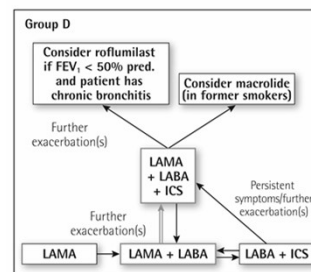 Group D
Consider roflumilast
if FEV₁ < 50% pred.
and patient has
chronic bronchitis
Consider macrolide
(in former smokers)
Further
exacerbation(s)
LAMA
+ LABA
+ ICS
Persistent
symptoms/further
exacerbation(s)
Further
exacerbation(s)
LAMA
LAMA + LABA
LABA + ICS